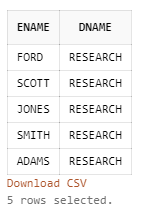 ENAME DNAME
FORD RESEARCH
SCOTT RESEARCH
JONES RESEARCH
SMITH RESEARCH
ADAMS RESEARCH
Download CSV
5 rows selected.